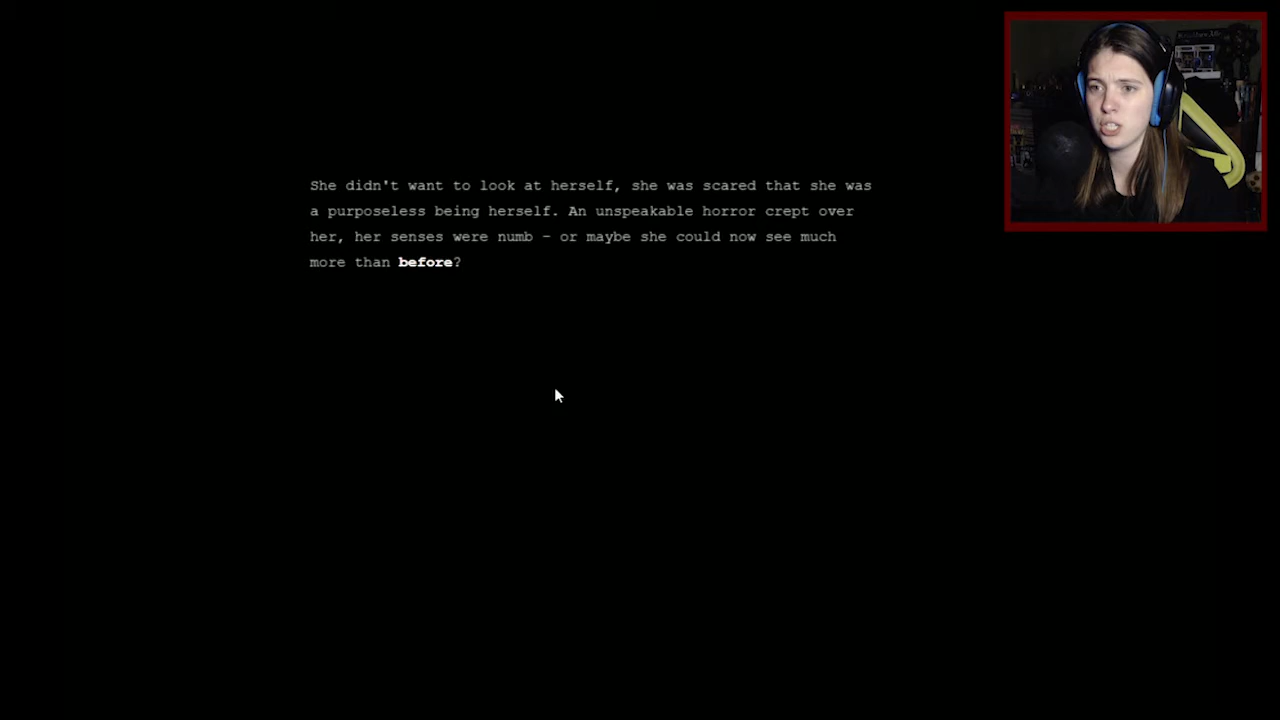 She didn't want to look at herself, she was scared that she was
a purposeless being herself. An unspeakable horror crept over
her, her senses were numb – or maybe she could now see much
more than before?